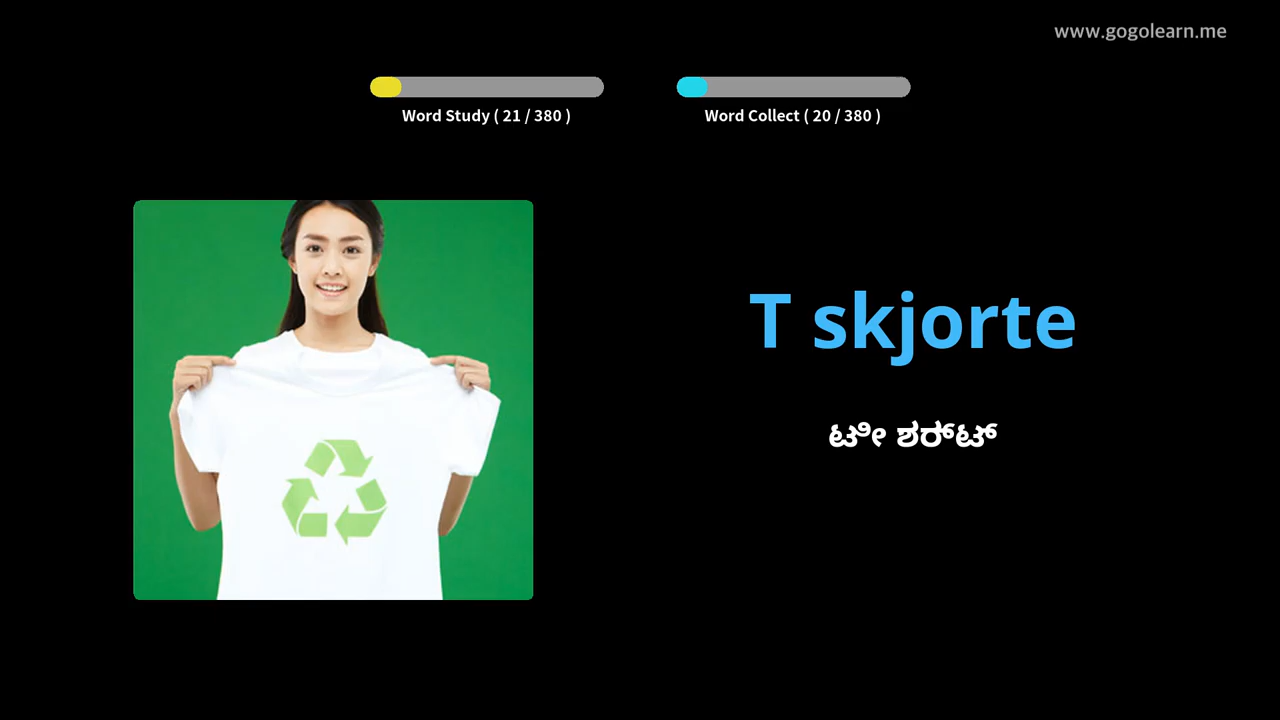 www.gogolearn.me
Word Study ( 21 / 380 )
Word Collect ( 20 / 380 )
T skjorte
ಟೀ ಶರ್ಟ್